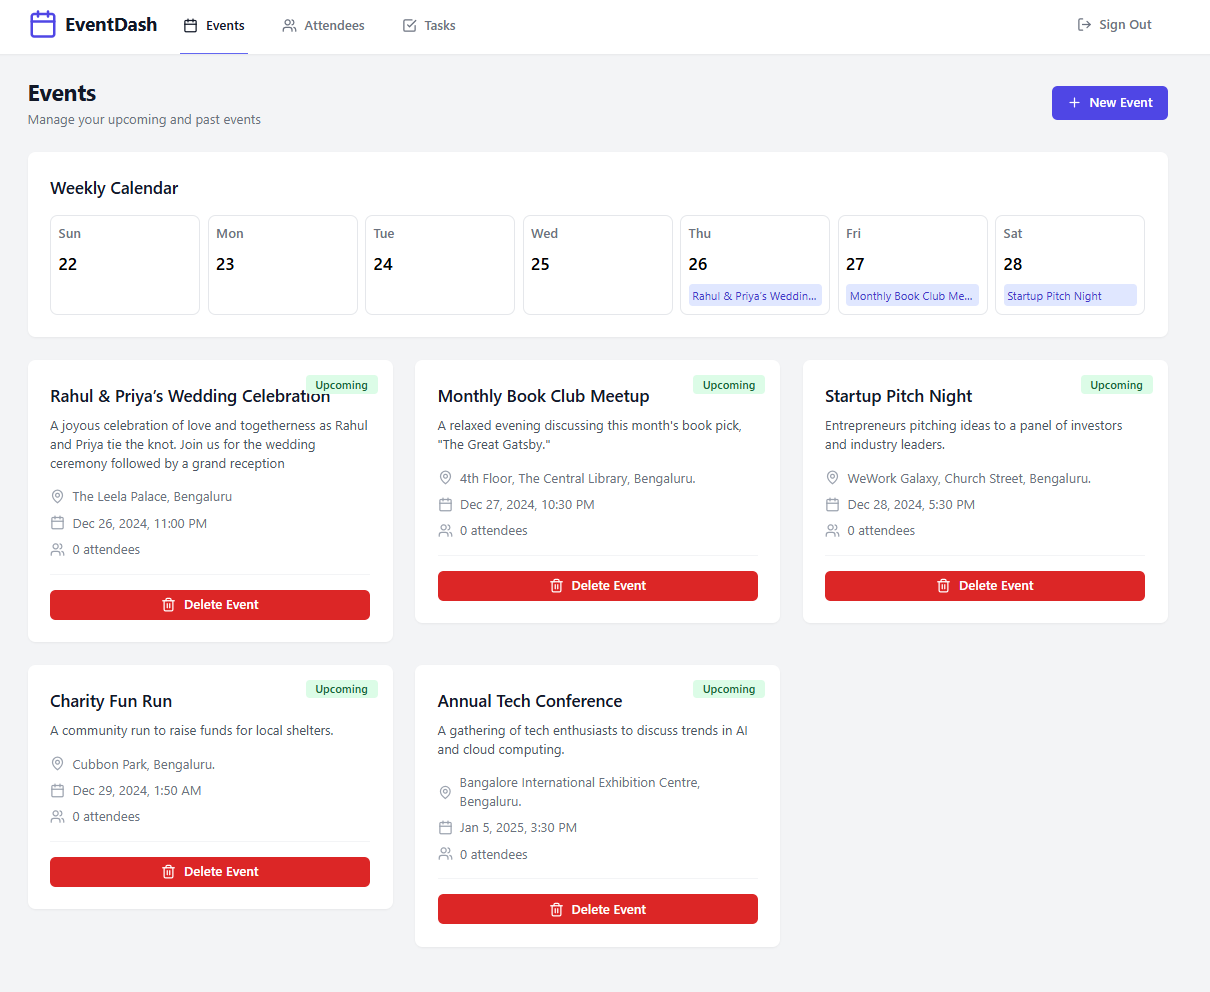 EventDash
Events
Attendees
Tasks
Sign Out
Events
Manage your upcoming and past events
New Event
Weekly Calendar
Sun
22
Mon
23
Tue
24
Wed
25
Thu
26
Rahul & Priya's Weddin...
Fri
27
Monthly Book Club Me...
Sat
28
Startup Pitch Night
Upcoming
Rahul & Priya’s Wedding Celebration
A joyous celebration of love and togetherness as Rahul
and Priya tie the knot. Join us for the wedding
ceremony followed by a grand reception
The Leela Palace, Bengaluru
Dec 26, 2024, 11:00 PM
0 attendees
Delete Event
Upcoming
Monthly Book Club Meetup
A relaxed evening discussing this month's book pick,
"The Great Gatsby."
4th Floor, The Central Library, Bengaluru.
Dec 27, 2024, 10:30 PM
0 attendees
Delete Event
Upcoming
Startup Pitch Night
Entrepreneurs pitching ideas to a panel of investors
and industry leaders.
WeWork Galaxy, Church Street, Bengaluru.
Dec 28, 2024, 5:30 PM
0 attendees
Delete Event
Upcoming
Charity Fun Run
A community run to raise funds for local shelters.
Cubbon Park, Bengaluru.
Dec 29, 2024, 1:50 AM
0 attendees
Delete Event
Upcoming
Annual Tech Conference
A gathering of tech enthusiasts to discuss trends in AI
and cloud computing.
Bangalore International Exhibition Centre,
Bengaluru.
Jan 5, 2025, 3:30 PM
0 attendees
Delete Event